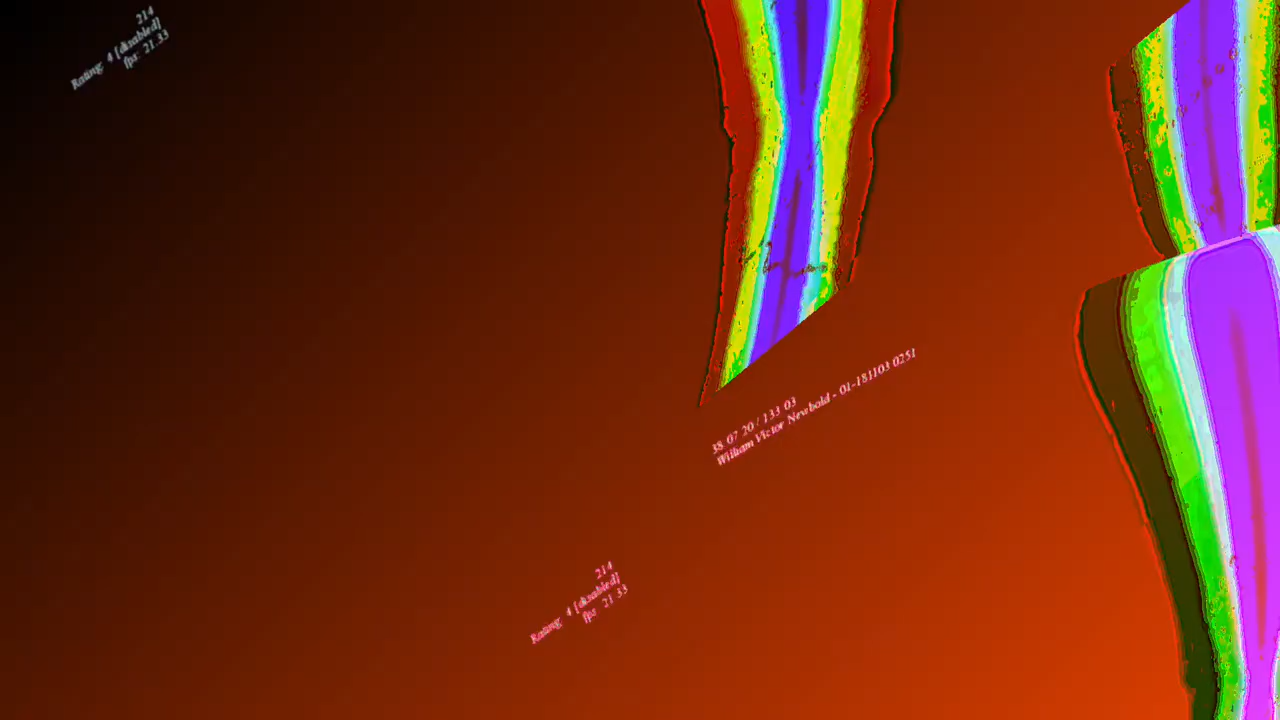 214
Rating: 4 [disabled]
fps: 21.33
38 07 20 / 133 03
William Victor Newbold - 01-181103 0251
214
Rating: 4 [disabled]
fps: 21.33